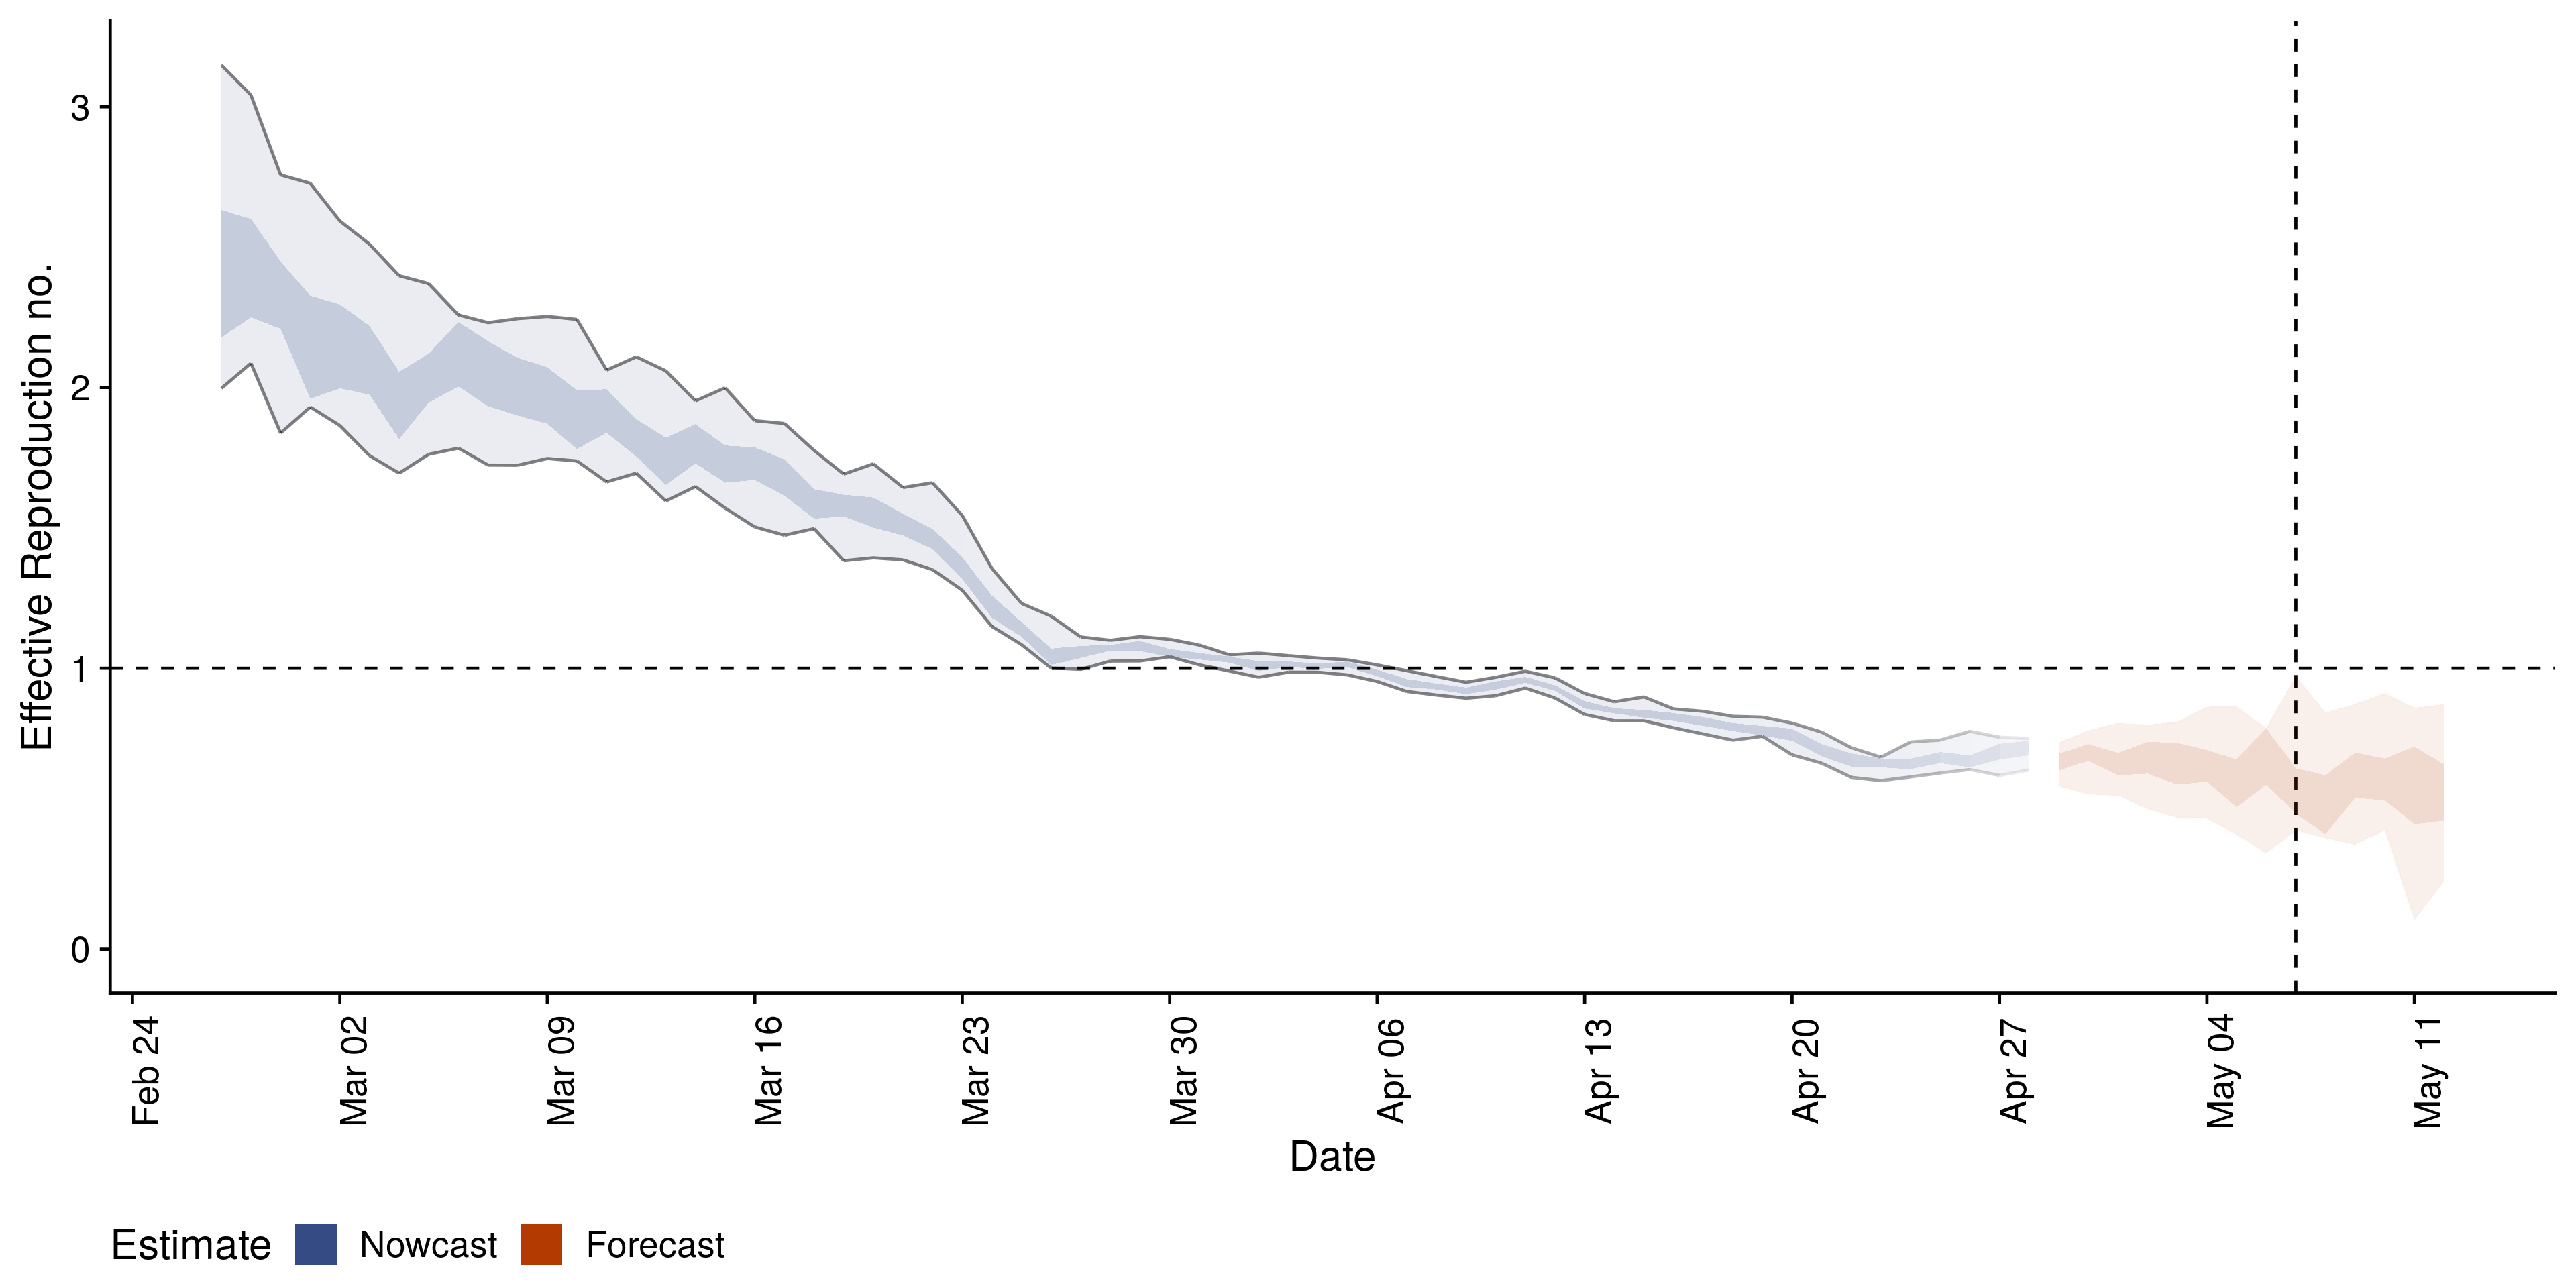 Effective Reproduction no.
3
2
1
0
Feb 24
Mar 02
Mar 09
Mar 16
Mar 23
Mar 30
Apr 06
Apr 13
Apr 20
Apr 27
May 04
May 11
Date
Estimate Nowcast Forecast